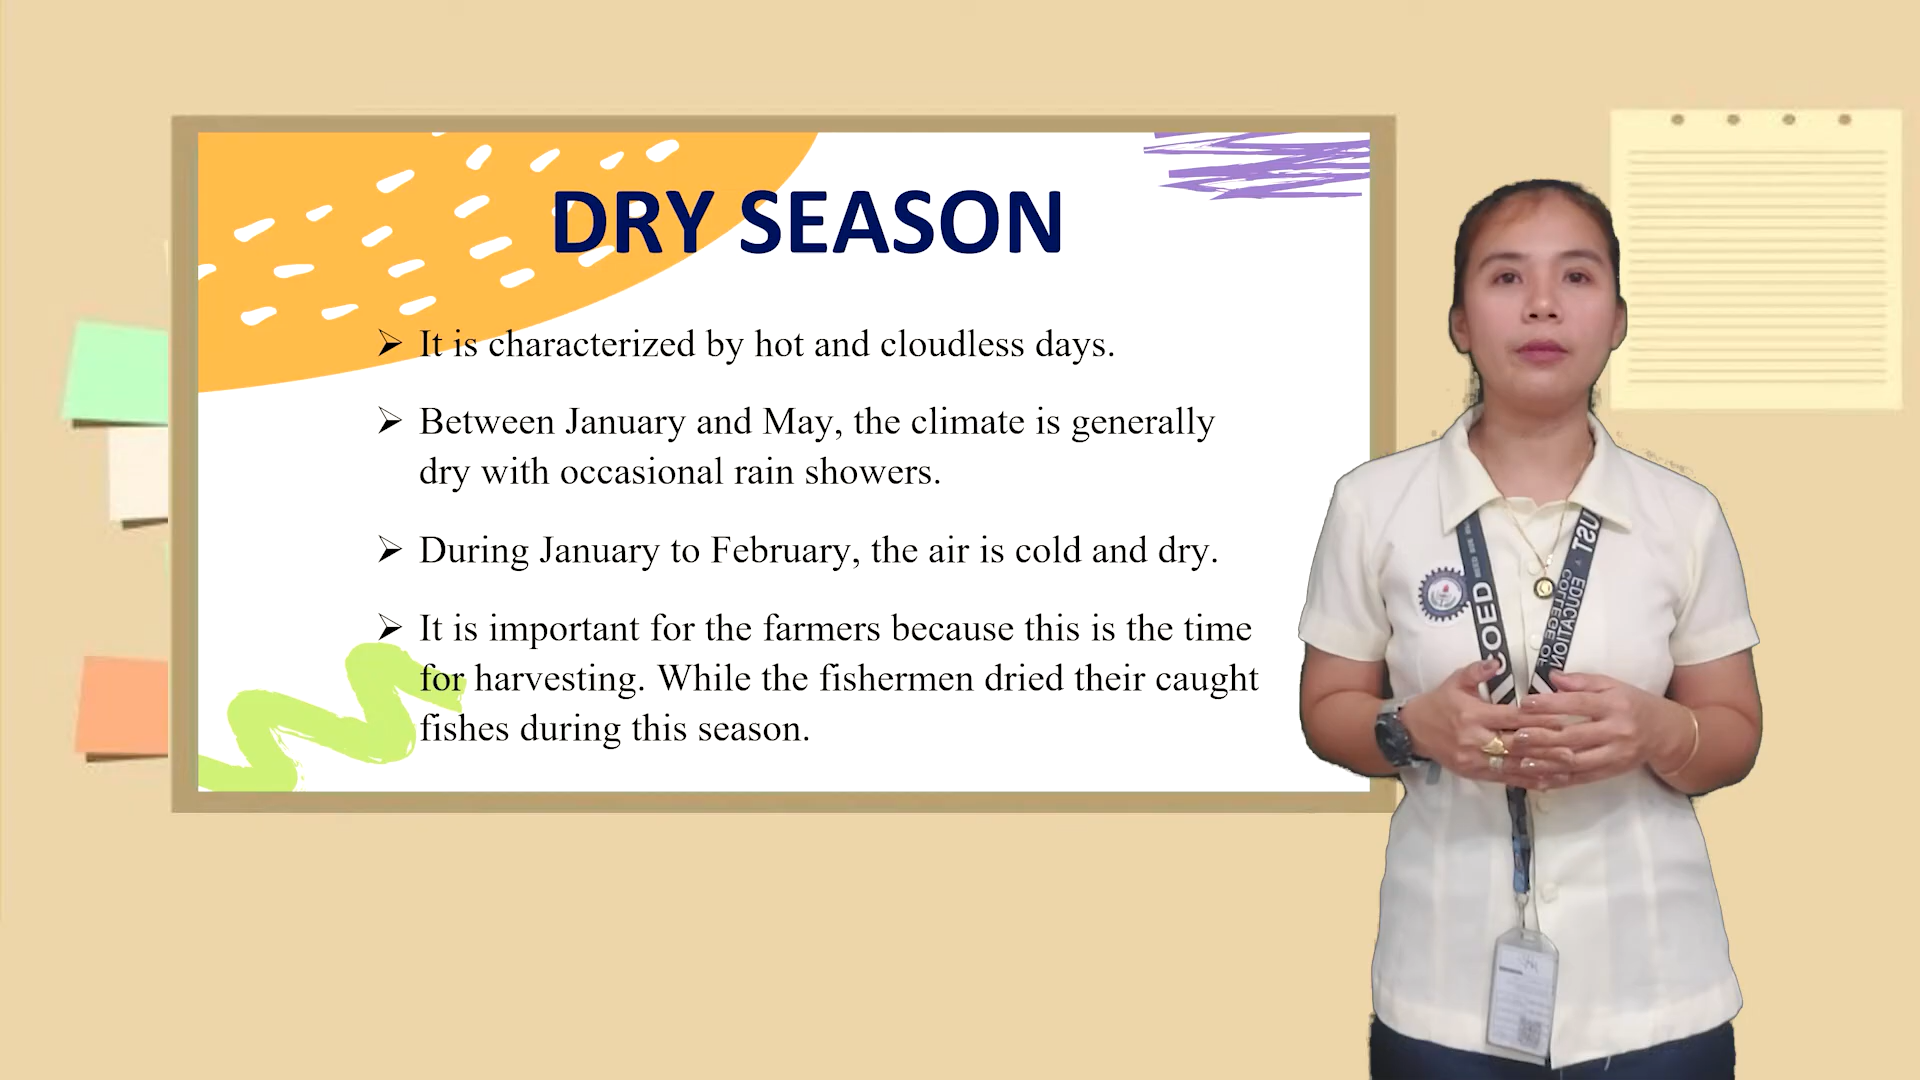 DRY SEASON
➢ It is characterized by hot and cloudless days.
➢ Between January and May, the climate is generally
dry with occasional rain showers.
➢ During January to February, the air is cold and dry.
➢ It is important for the farmers because this is the time
for harvesting. While the fishermen dried their caught
fishes during this season.
COED
UST
COLLEGE OF
EDUCATION